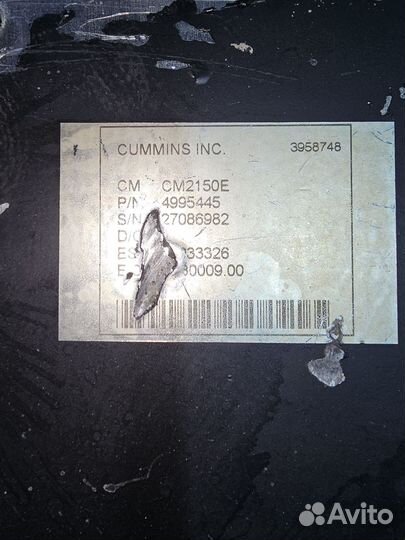 CUMMINS INC. 3958748
CM CM2150E
P/N 4995445
S/N 27086982
D/C
33326
30009.00
Avito